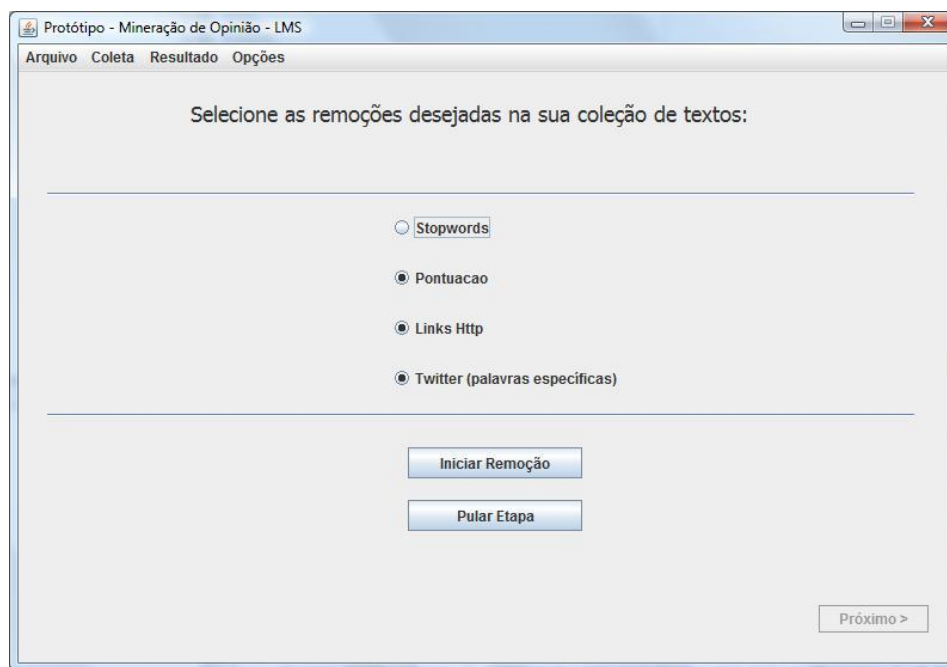 Protótipo - Mineração de Opinião - LMS
Arquivo Coleta Resultado Opções
Selecione as remoções desejadas na sua coleção de textos:
Stopwords
Pontuacao
Links Http
Twitter (palavras específicas)
Iniciar Remoção
Pular Etapa
Próximo >